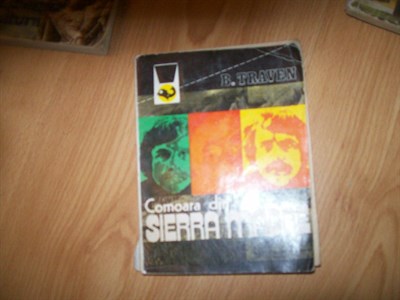 B. TRAVEN
Comoara din
SIERRA MADRE